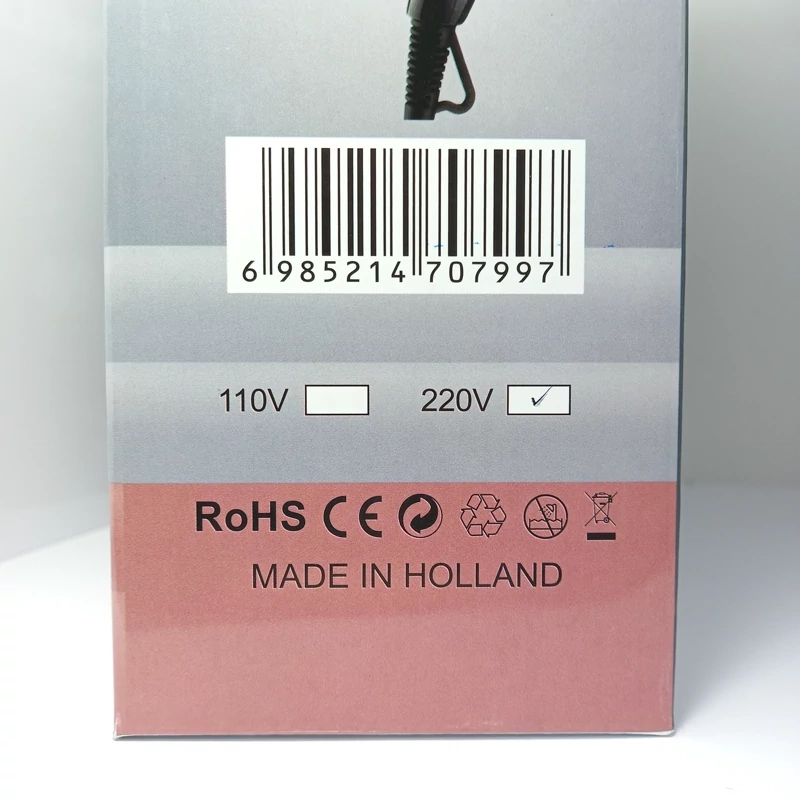 6 985214 707997
110V 220V
RoHS CE
MADE IN HOLLAND